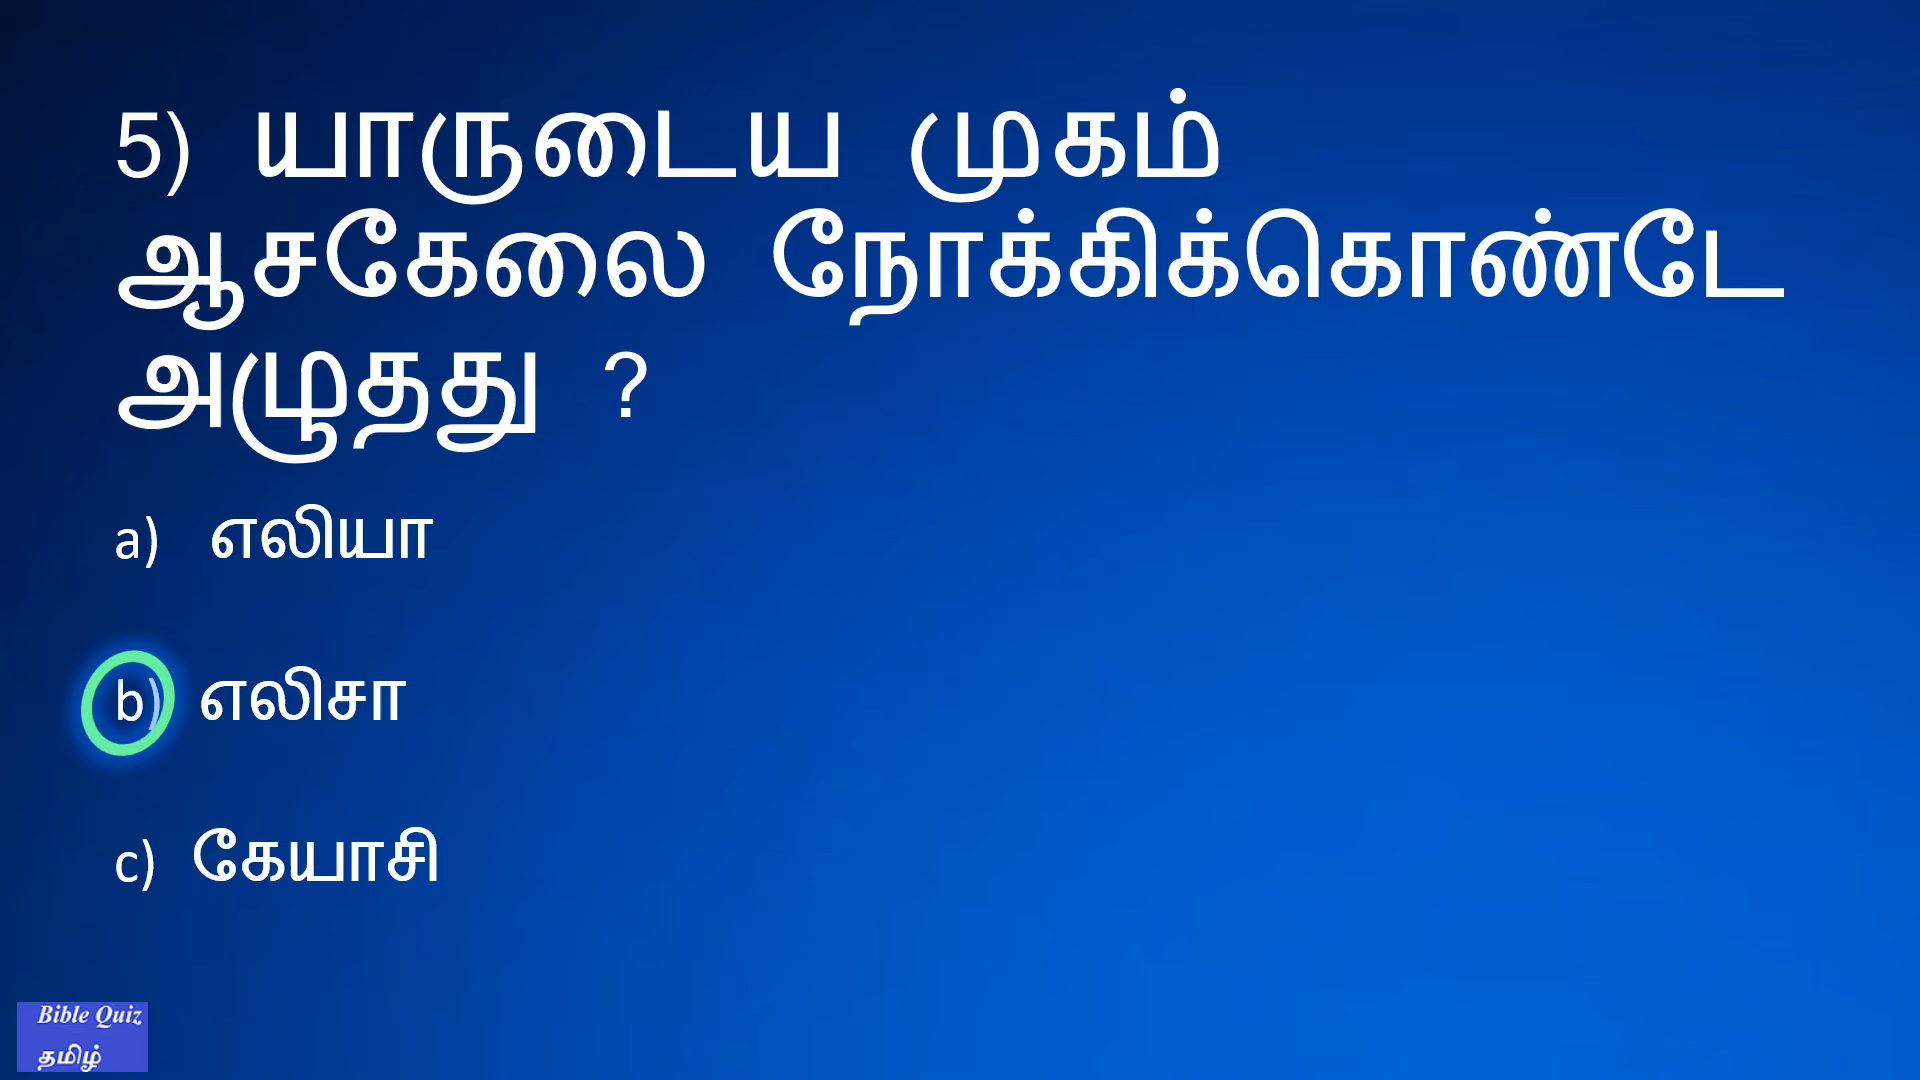 5) யாருடைய முகம்
ஆசகேலை நோக்கிக்கொண்டே
அழுதது ?
a) எலியா
b) எலிசா
c) கேயாசி
Bible Quiz
தமிழ்